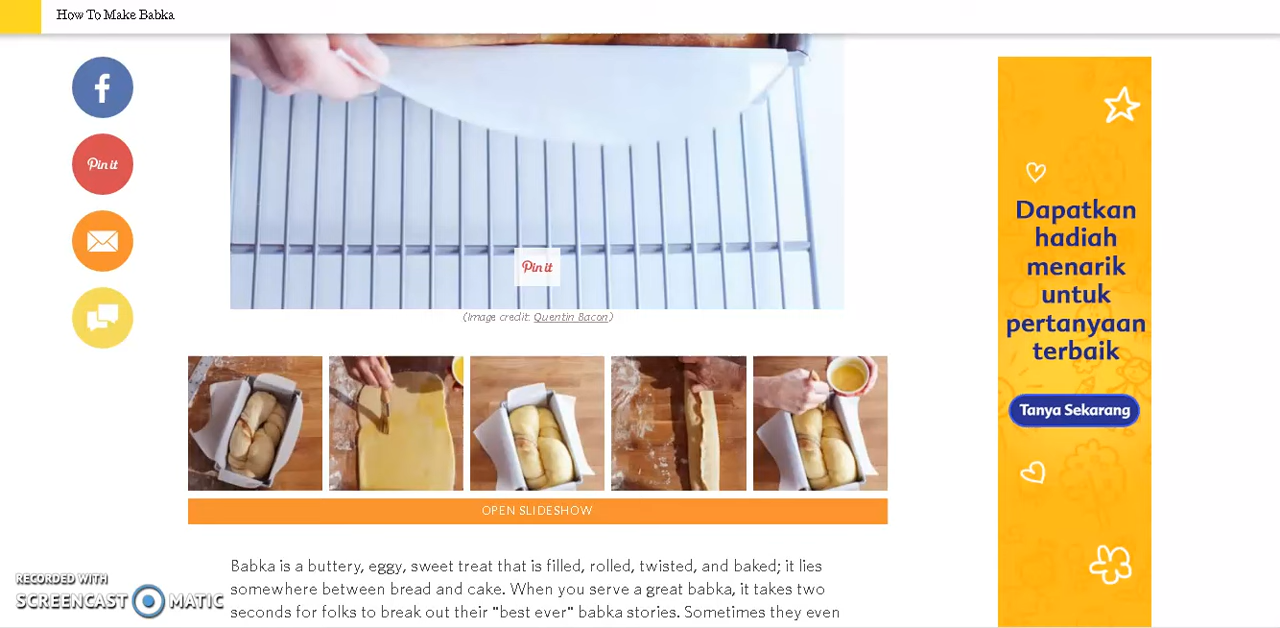 How To Make Babka
f
Pin it
Pin it
(Image credit: Quentin Bacon)
OPEN SLIDESHOW
Babka is a buttery, eggy, sweet treat that is filled, rolled, twisted, and baked; it lies
somewhere between bread and cake. When you serve a great babka, it takes two
seconds for folks to break out their "best ever" babka stories. Sometimes they even
Dapatkan
hadiah
menarik
untuk
pertanyaan
terbaik
Tanya Sekarang
RECORDED WITH
SCREENCAST MATIC